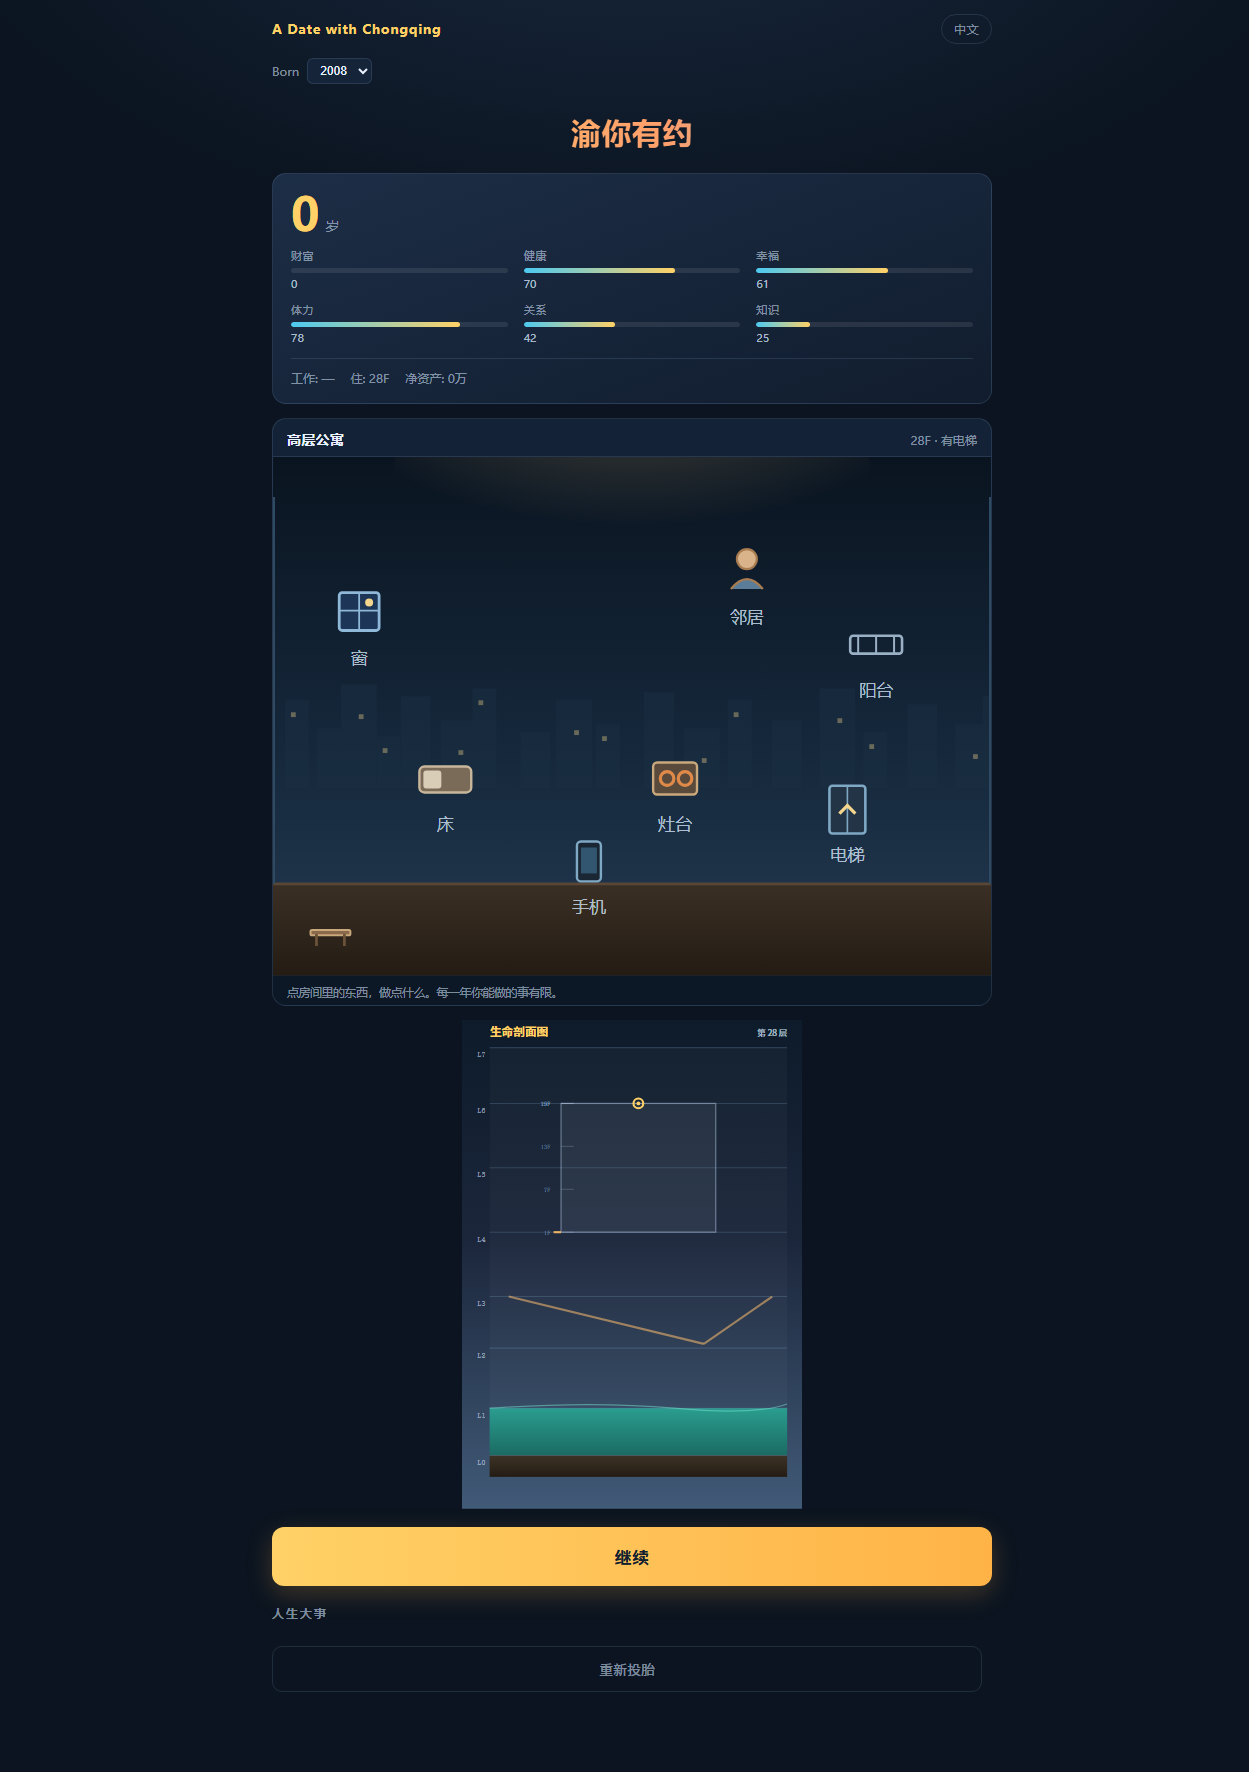 A Date with Chongqing
中文
Born 2008
渝你有约
0 岁
财富
0
健康
70
幸福
61
体力
78
关系
42
知识
25
工作: — 住: 28F 净资产: 0万
高层公寓
28F · 有电梯
邻居
窗
阳台
床
灶台
电梯
手机
点房间里的东西，做点什么。每一年你能做的事有限。
生命剖面图
第 28 层
L7
L6
L5
L4
L3
L2
L1
L0
继续
人生大事
重新投胎